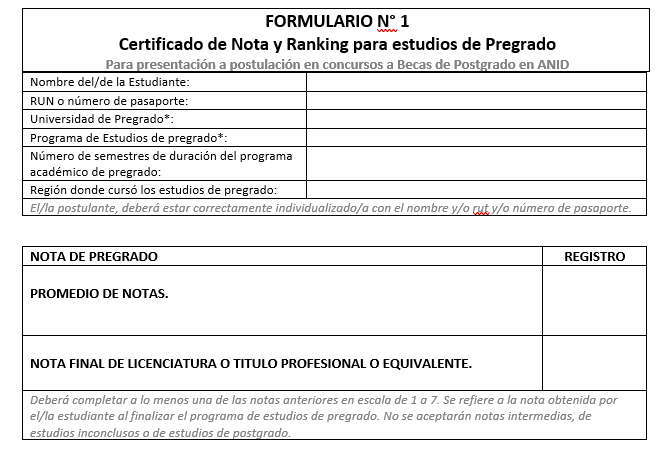 FORMULARIO N° 1
Certificado de Nota y Ranking para estudios de Pregrado
Para presentación a postulación en concursos a Becas de Postgrado en ANID
Nombre del/de la Estudiante:
RUN o número de pasaporte:
Universidad de Pregrado*:
Programa de Estudios de pregrado*:
Número de semestres de duración del programa
académico de pregrado:
Región donde cursó los estudios de pregrado:
El/la postulante, deberá estar correctamente individualizado/a con el nombre y/o rut y/o número de pasaporte.
NOTA DE PREGRADO REGISTRO
PROMEDIO DE NOTAS.
NOTA FINAL DE LICENCIATURA O TITULO PROFESIONAL O EQUIVALENTE.
Deberá completar a lo menos una de las notas anteriores en escala de 1 a 7. Se refiere a la nota obtenida por
el/la estudiante al finalizar el programa de estudios de pregrado. No se aceptarán notas intermedias, de
estudios inconclusos o de estudios de postgrado.